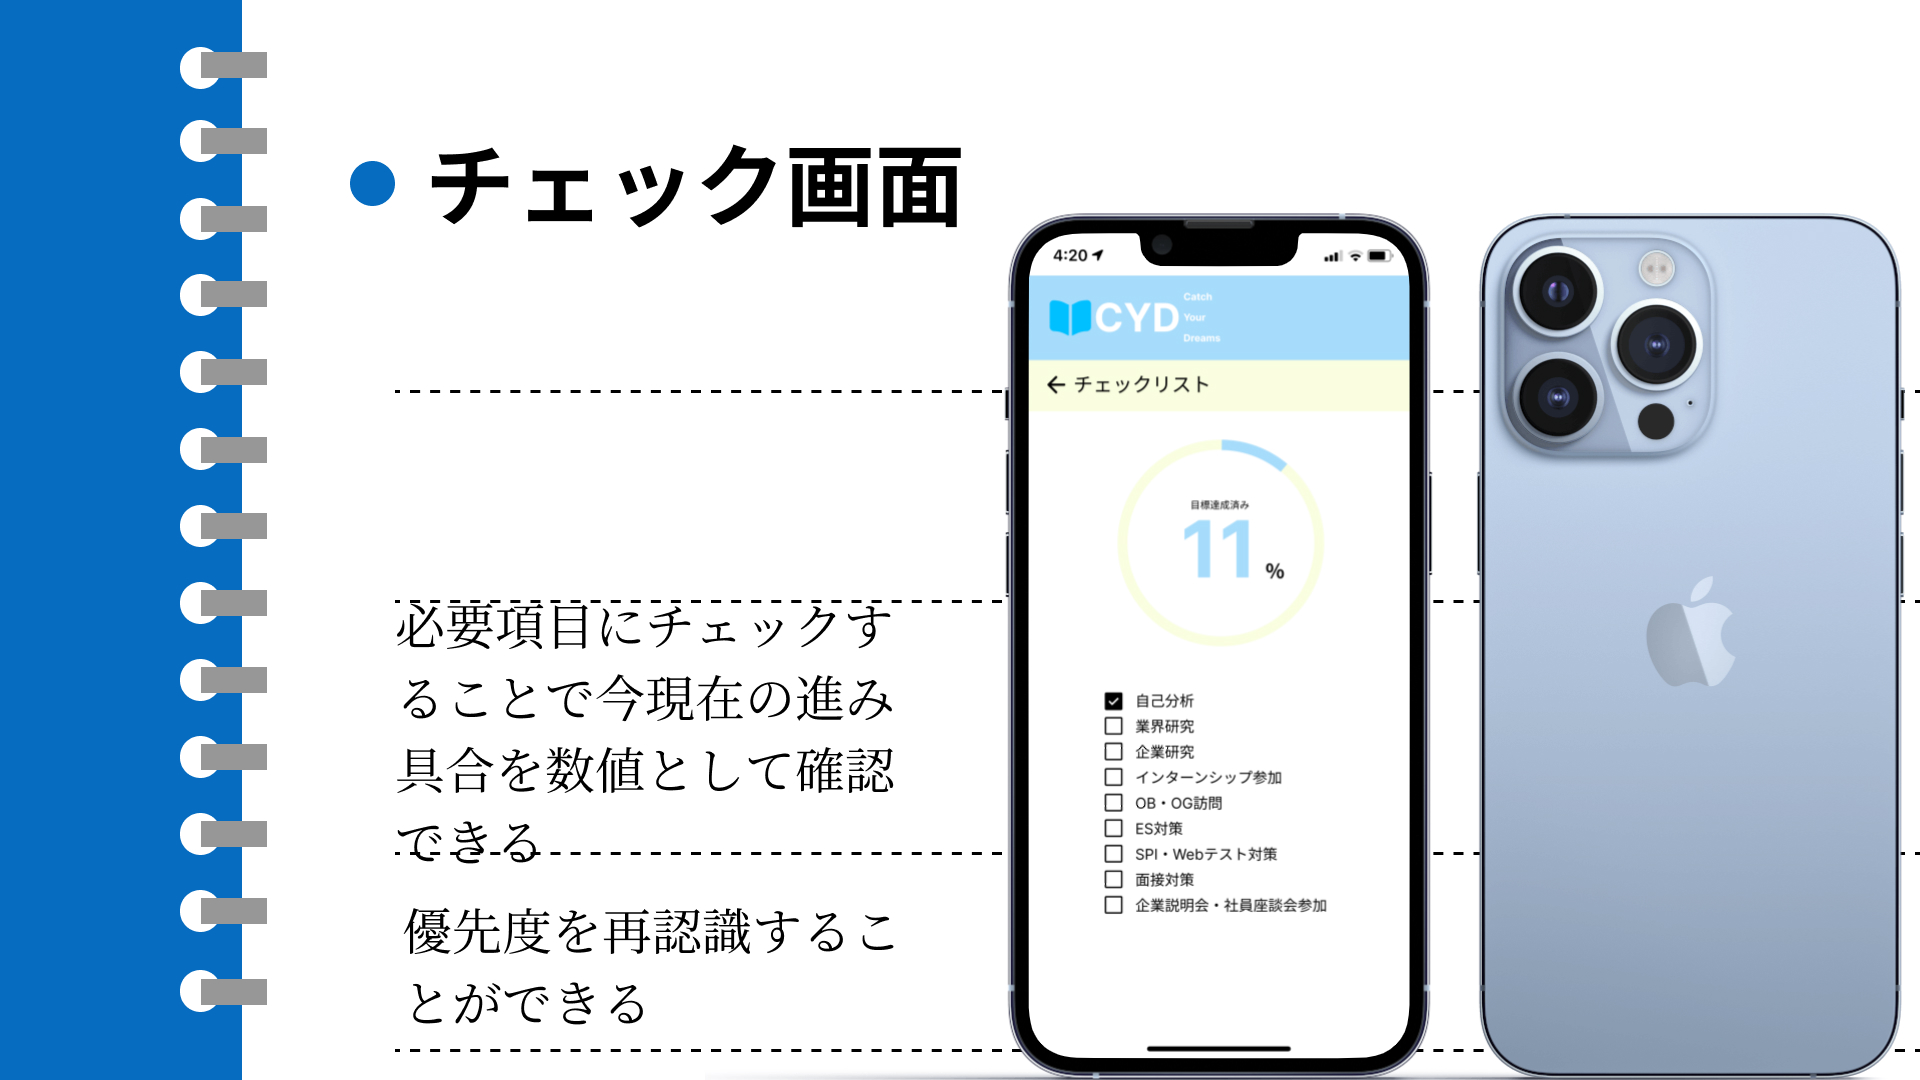 チェック画面
必要項目にチェックす
ることで今現在の進み
具合を数値として確認
できる
優先度を再認識するこ
とができる
4:20
CYD
Catch
Your
Dreams
← チェックリスト
目標達成済み
11 %
自己分析
業界研究
企業研究
インターンシップ参加
OB・OG訪問
ES対策
SPI・Webテスト対策
面接対策
企業説明会・社員座談会参加